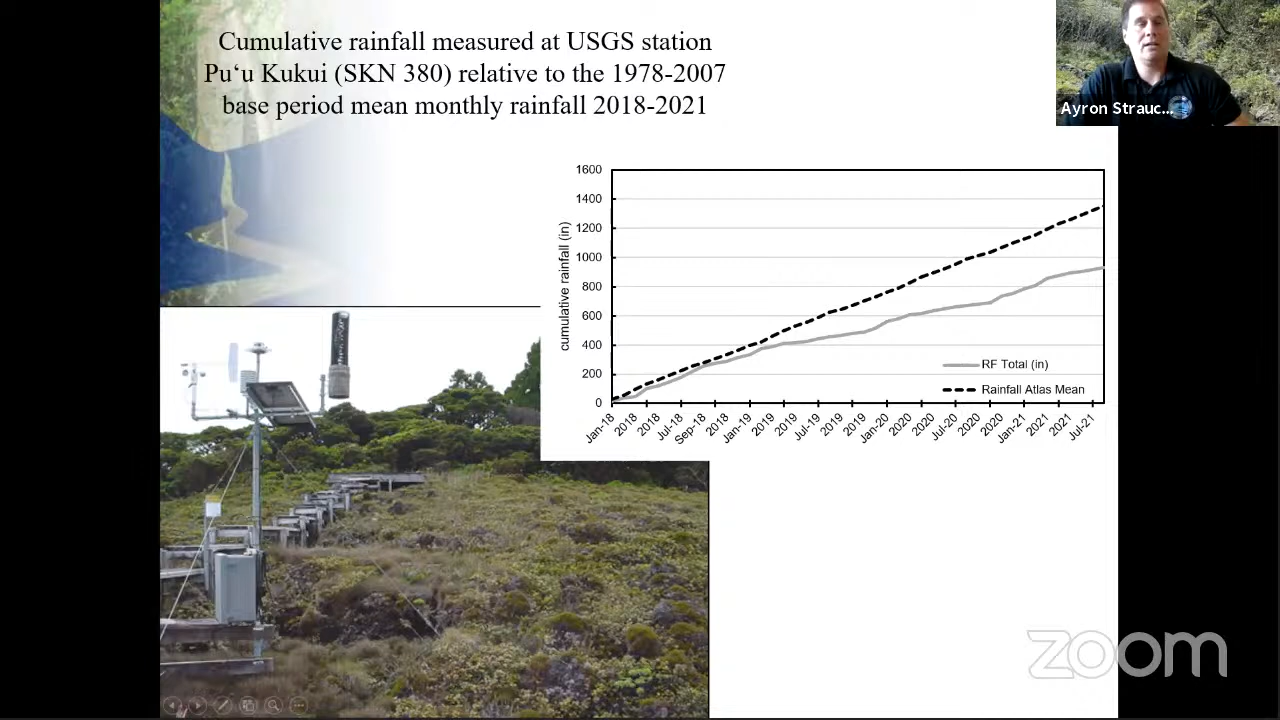 Cumulative rainfall measured at USGS station
Pu‘u Kukui (SKN 380) relative to the 1978-2007
base period mean monthly rainfall 2018-2021
Ayron Strauc...
1600
1400
1200
1000
800
600
400
200
0
cumulative rainfall (in)
RF Total (in)
Rainfall Atlas Mean
Jan-18
2018
2018
Jul-18
Sep-18
2018
Jan-19
2019
2019
Jul-19
2019
2019
Jan-20
2020
2020
Jul-20
2020
2020
Jan-21
2021
2021
Jul-21
zoom